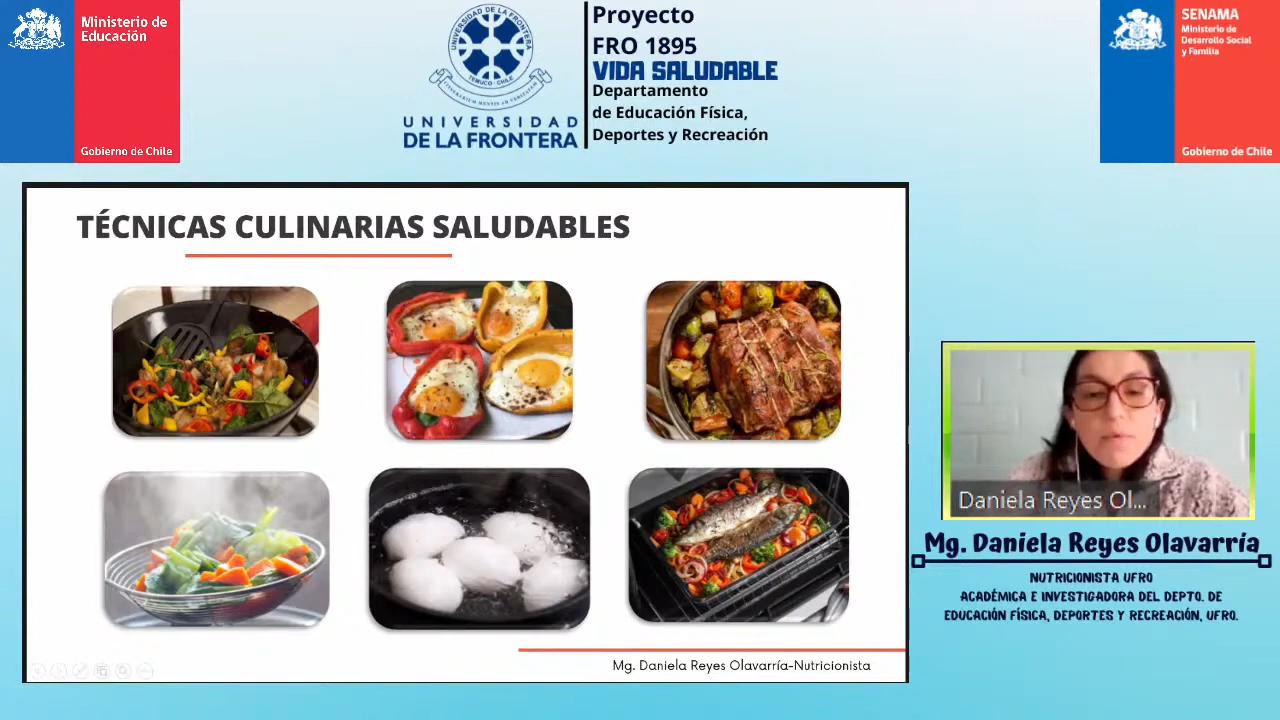 Ministerio de
Educación
Gobierno de Chile
UNIVERSIDAD DE LA FRONTERA
TEMUCO - CHILE
UNIVERSIDAD
DE LA FRONTERA
Proyecto
FRO 1895
VIDA SALUDABLE
Departamento
de Educación Física,
Deportes y Recreación
SENAMA
Ministerio de
Desarrollo Social
y Familia
Gobierno de Chile
TÉCNICAS CULINARIAS SALUDABLES
Mg. Daniela Reyes Olavarría-Nutricionista
Daniela Reyes Ol...
Mg. Daniela Reyes Olavarría
NUTRICIONISTA UFRO
ACADÉMICA E INVESTIGADORA DEL DEPTO. DE
EDUCACIÓN FÍSICA, DEPORTES Y RECREACIÓN, UFRO.